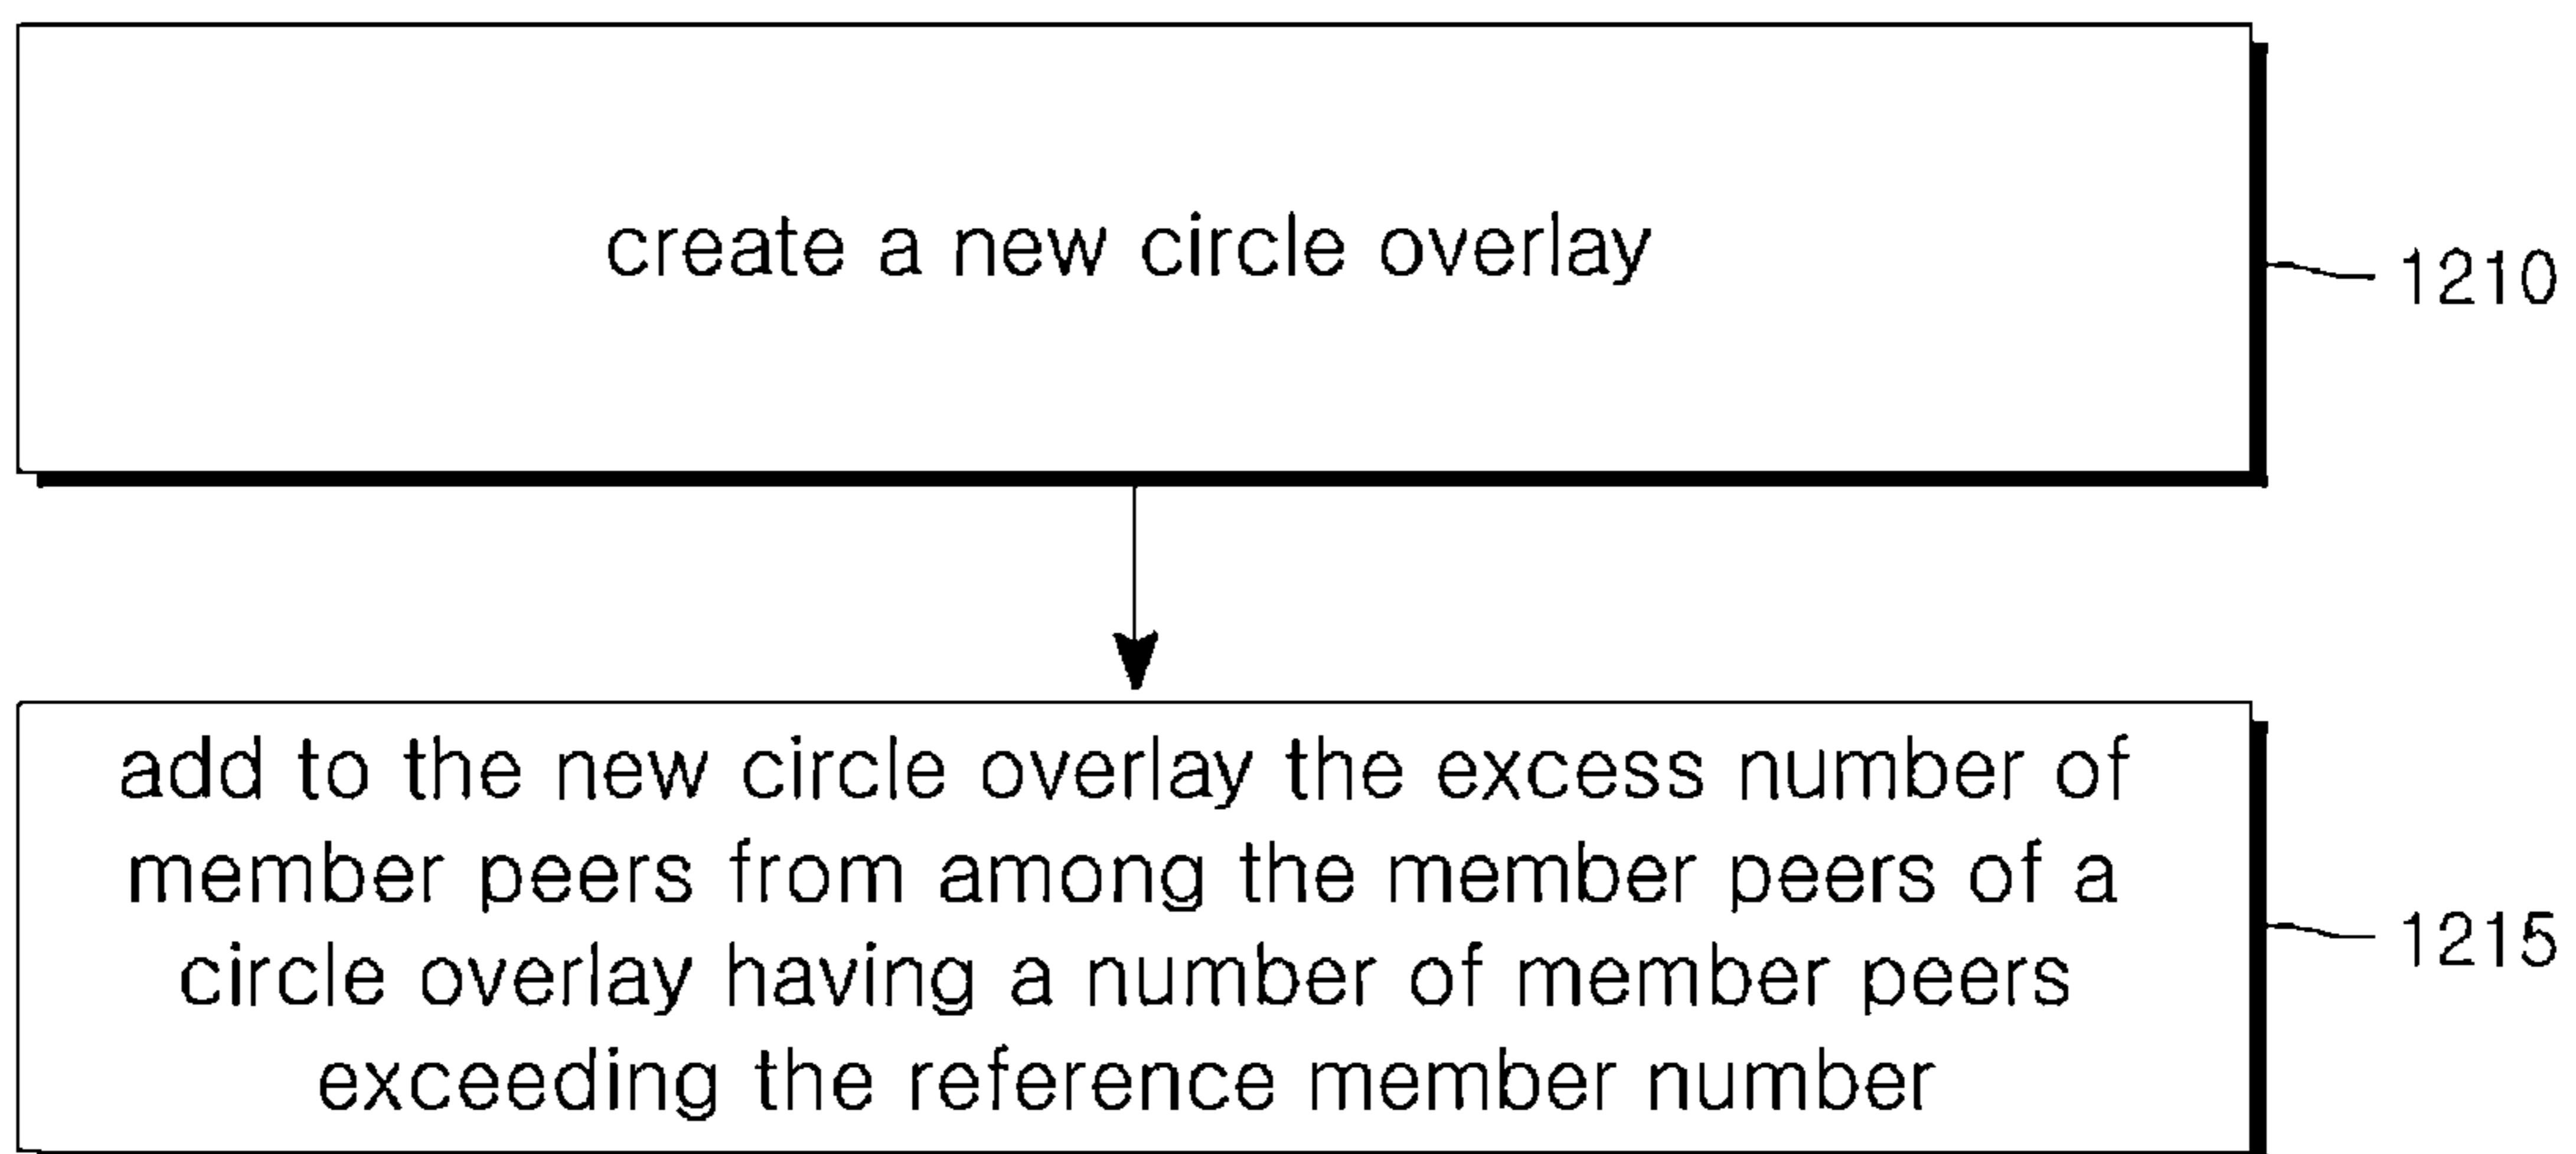 create a new circle overlay
1210
add to the new circle overlay the excess number of
member peers from among the member peers of a
circle overlay having a number of member peers
exceeding the reference member number
1215